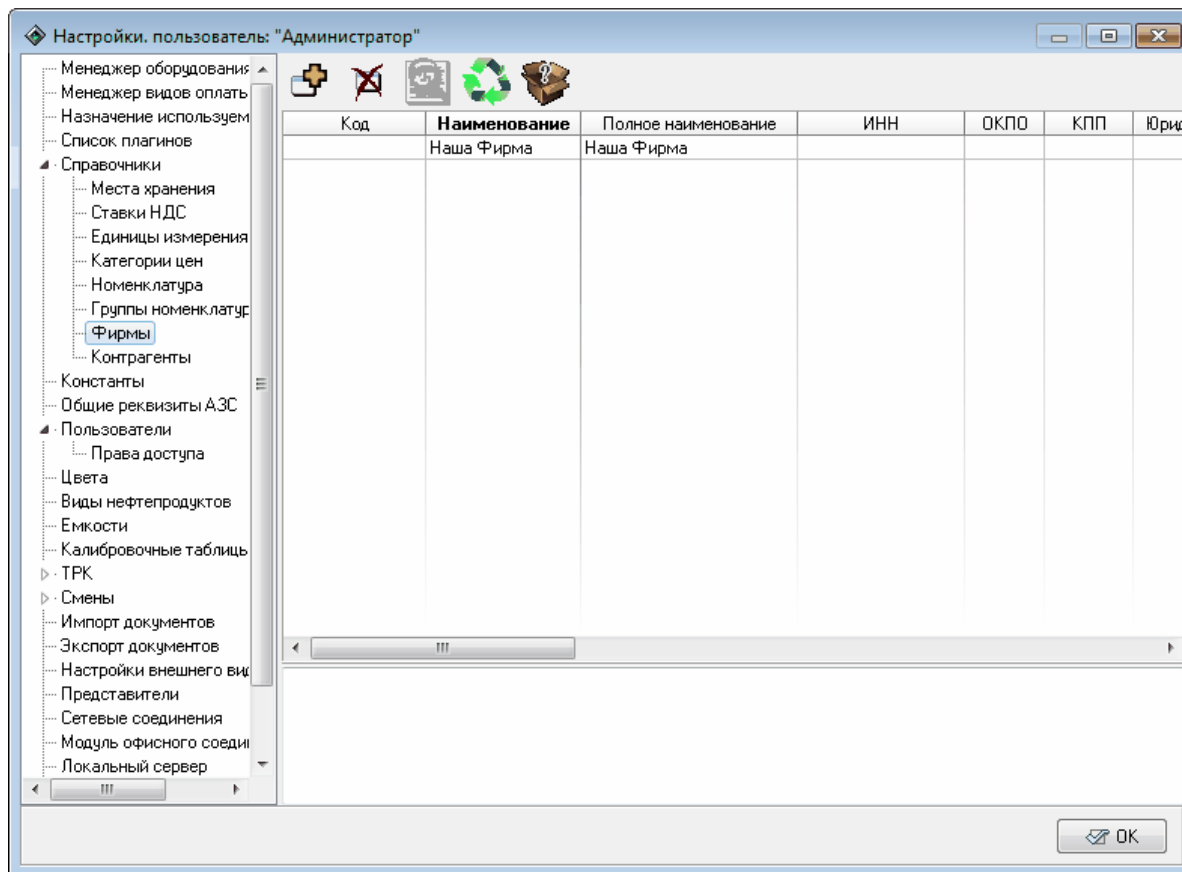 Настройки. пользователь: "Администратор"
Менеджер оборудования
Менеджер видов оплать
Назначение используем
Список плагинов
Справочники
Места хранения
Ставки НДС
Единицы измерения
Категории цен
Номенклатура
Группы номенклатур
Фирмы
Контрагенты
Константы
Общие реквизиты АЗС
Пользователи
Права доступа
Цвета
Виды нефтепродуктов
Емкости
Калибровочные таблиць
ТРК
Смены
Импорт документов
Экспорт документов
Настройки внешнего вид
Представители
Сетевые соединения
Модуль офисного соеди
Локальный сервер
Код Наименование Полное наименование ИНН ОКПО КПП Юрид
Наша Фирма Наша Фирма
OK